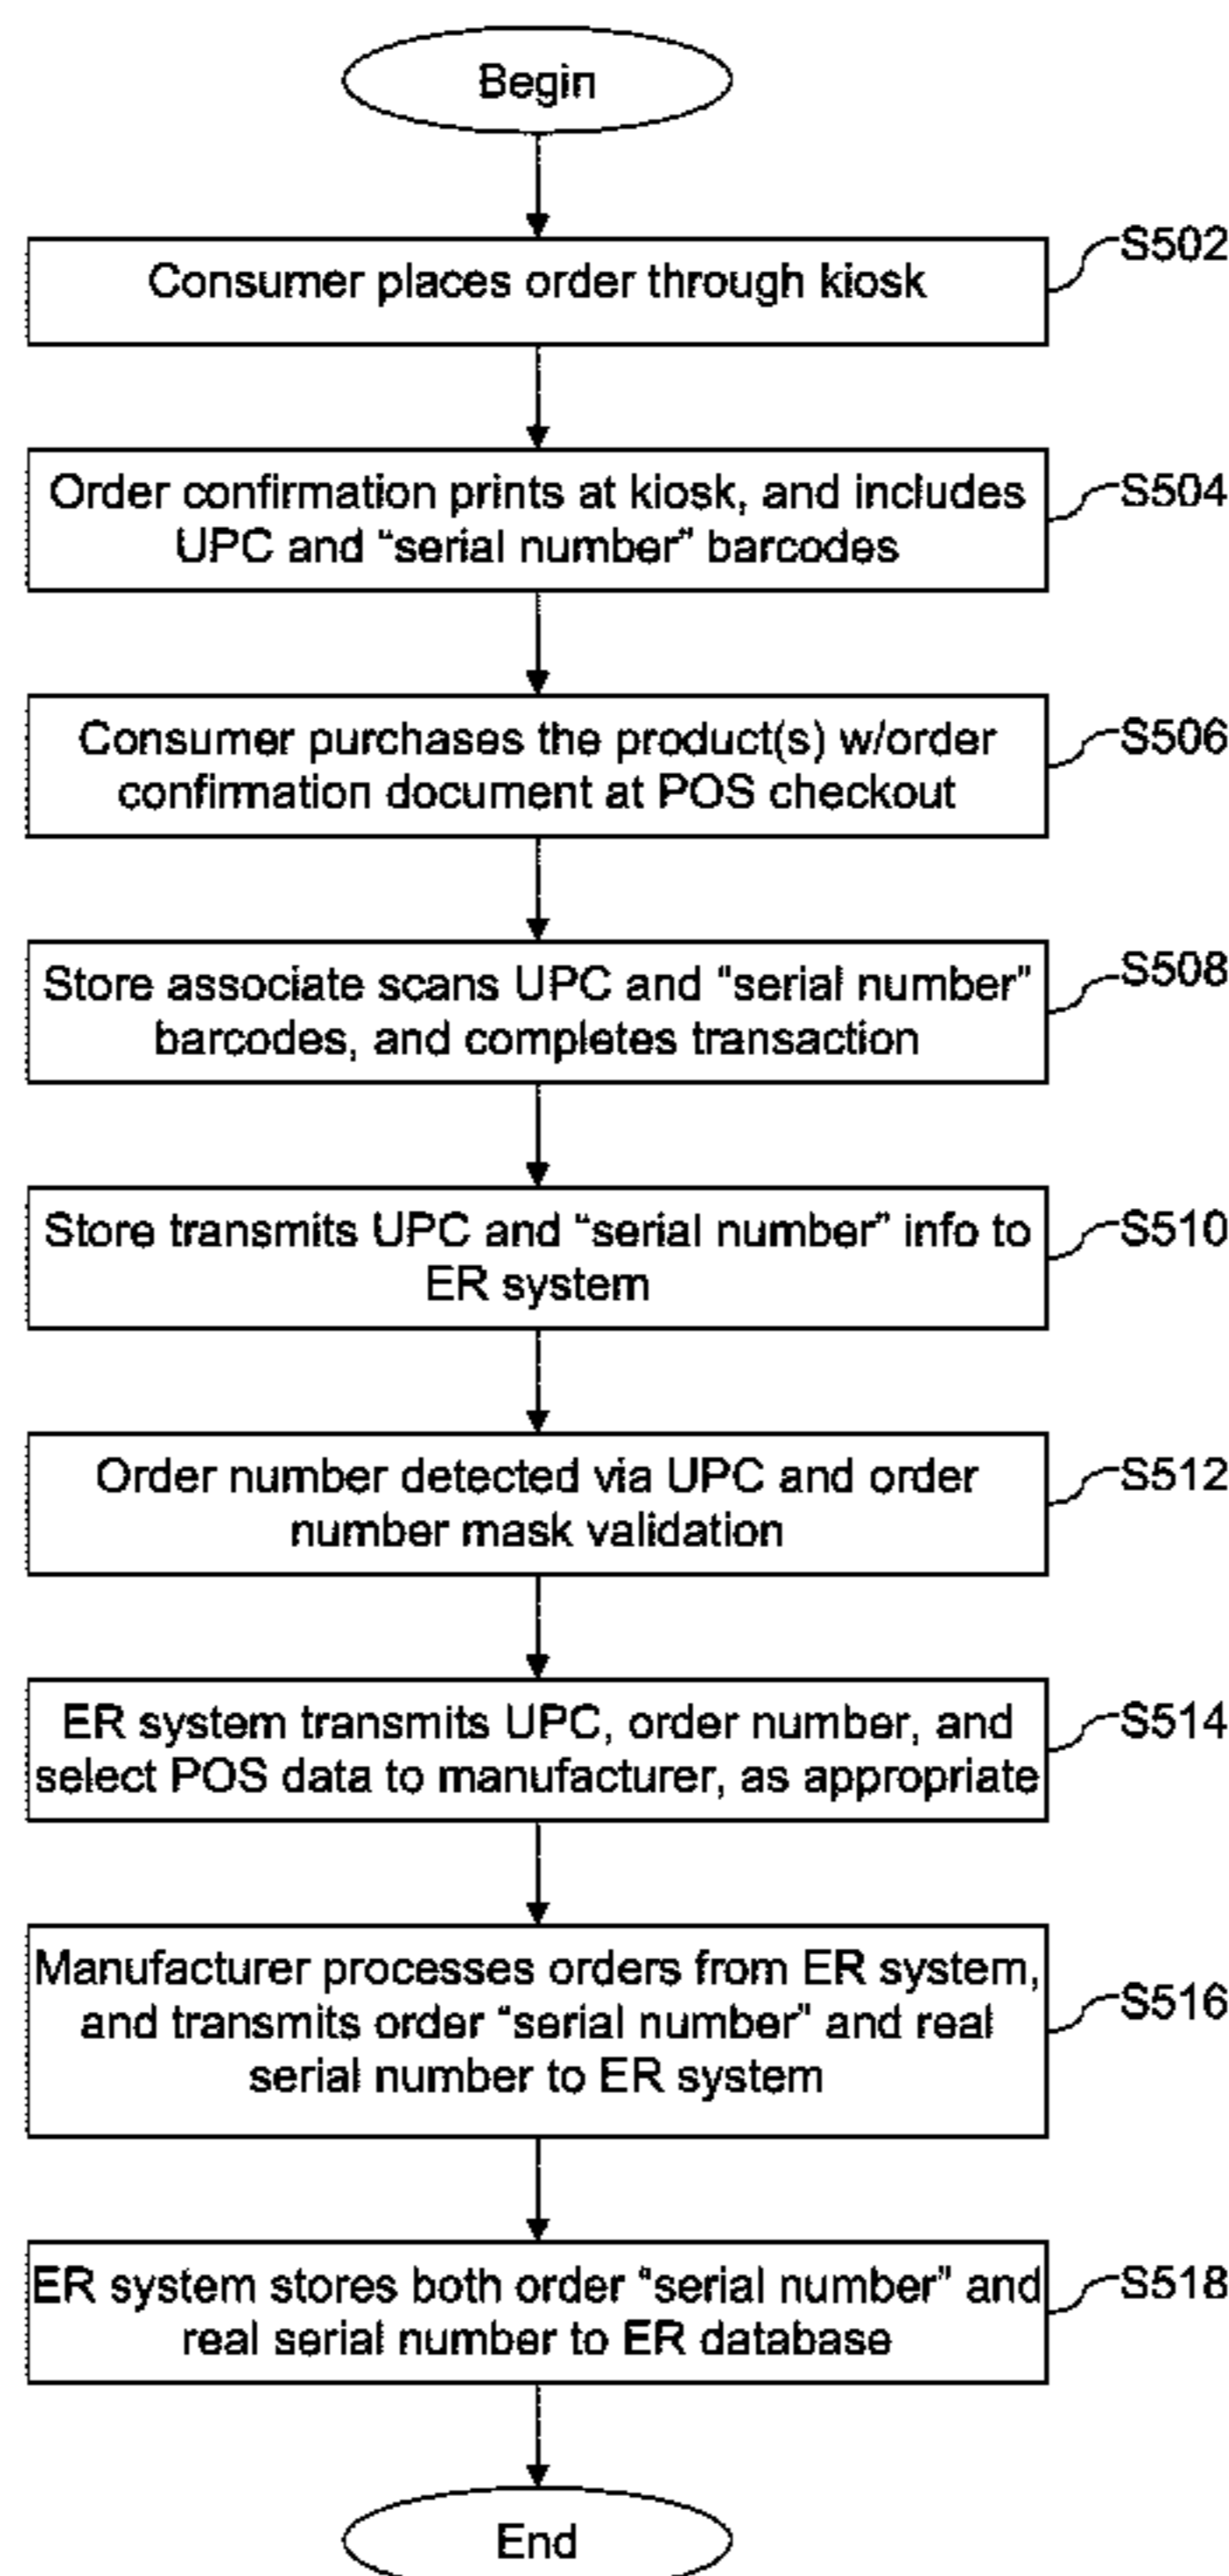 Begin
Consumer places order through kiosk
S502
Order confirmation prints at kiosk, and includes
UPC and “serial number” barcodes
S504
Consumer purchases the product(s) w/order
confirmation document at POS checkout
S506
Store associate scans UPC and “serial number”
barcodes, and completes transaction
S508
Store transmits UPC and “serial number” info to
ER system
S510
Order number detected via UPC and order
number mask validation
S512
ER system transmits UPC, order number, and
select POS data to manufacturer, as appropriate
S514
Manufacturer processes orders from ER system,
and transmits order “serial number” and real
serial number to ER system
S516
ER system stores both order “serial number” and
real serial number to ER database
S518
End